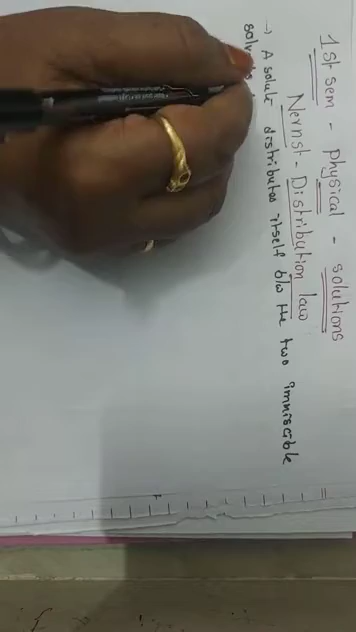 1st sem - Physical - solutions
Nernst - Distribution law
→ A solute distributes itself b/w the two immiscible